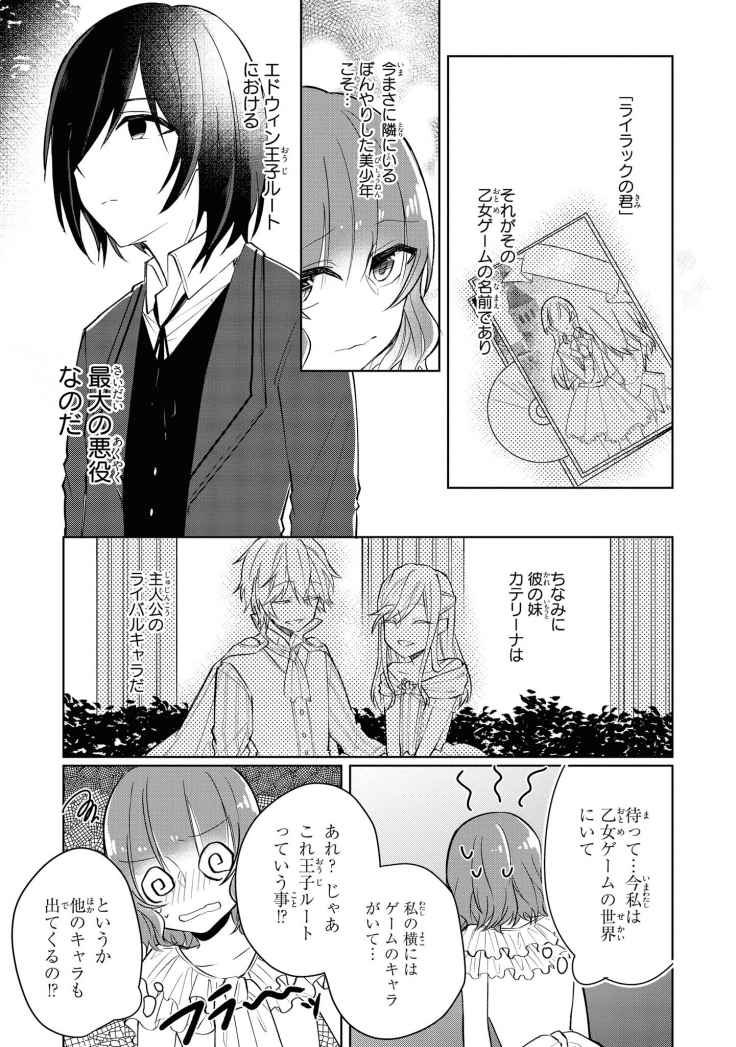 「ライラックの君」
それがその
乙女ゲームの名前であり
今まさに隣にいる
ぼんやりした美少年
こそ…
エドウィン王子ルート
における
最大の悪役
なのだ
ちなみに
彼の妹
カテリーナは
主人公の
ライバルキャラだ
待って…今私は
乙女ゲームの世界
にいて
私の横には
ゲームのキャラ
がいて…
あれ？じゃあ
これ王子ルート
っていう事!?
というか
他のキャラも
出てくるの!?
プラ〜〜